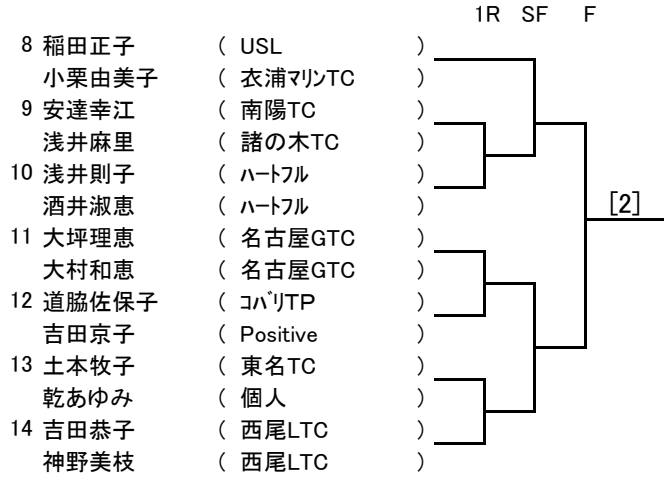 1R SF F
8 稲田正子 ( USL )
小栗由美子 ( 衣浦ﾏﾘﾝTC )
9 安達幸江 ( 南陽TC )
浅井麻里 ( 諸の木TC )
10 浅井則子 ( ﾊｰﾄﾌﾙ )
酒井淑恵 ( ﾊｰﾄﾌﾙ )
[2]
11 大坪理恵 ( 名古屋GTC )
大村和恵 ( 名古屋GTC )
12 道脇佐保子 ( ｺﾊﾞﾘTP )
吉田京子 ( Positive )
13 土本牧子 ( 東名TC )
乾あゆみ ( 個人 )
14 吉田恭子 ( 西尾LTC )
神野美枝 ( 西尾LTC )